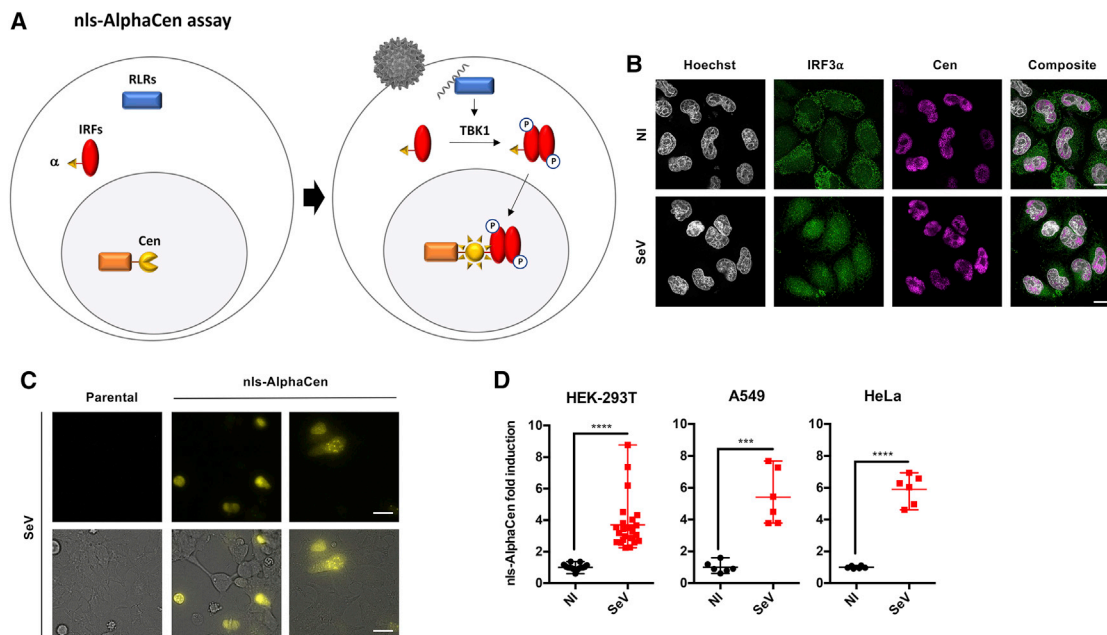 A nls-AlphaCen assay
RLRs
IRFs
α
Cen
TBK1
P
P
P
P
B
Hoechst IRF3α Cen Composite
NI
SeV
C
nls-AlphaCen
Parental
SeV
D
HEK-293T A549 HeLa
nls-AlphaCen fold induction
10
8
6
4
2
0
****
NI SeV
10
8
6
4
2
0
***
NI SeV
10
8
6
4
2
0
****
NI SeV